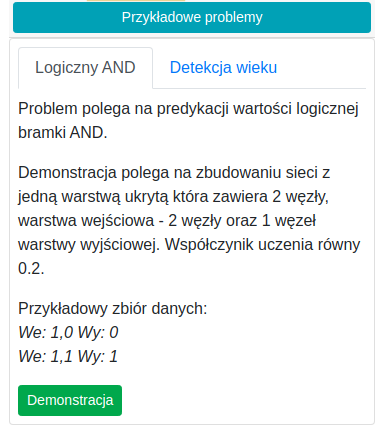 Przykładowe problemy
Logiczny AND Detekcja wieku
Problem polega na predykacji wartości logicznej
bramki AND.
Demonstracja polega na zbudowaniu sieci z
jedną warstwą ukrytą która zawiera 2 węzły,
warstwa wejściowa - 2 węzły oraz 1 węzeł
warstwy wyjściowej. Współczynik uczenia równy
0.2.
Przykładowy zbiór danych:
We: 1,0 Wy: 0
We: 1,1 Wy: 1
Demonstracja